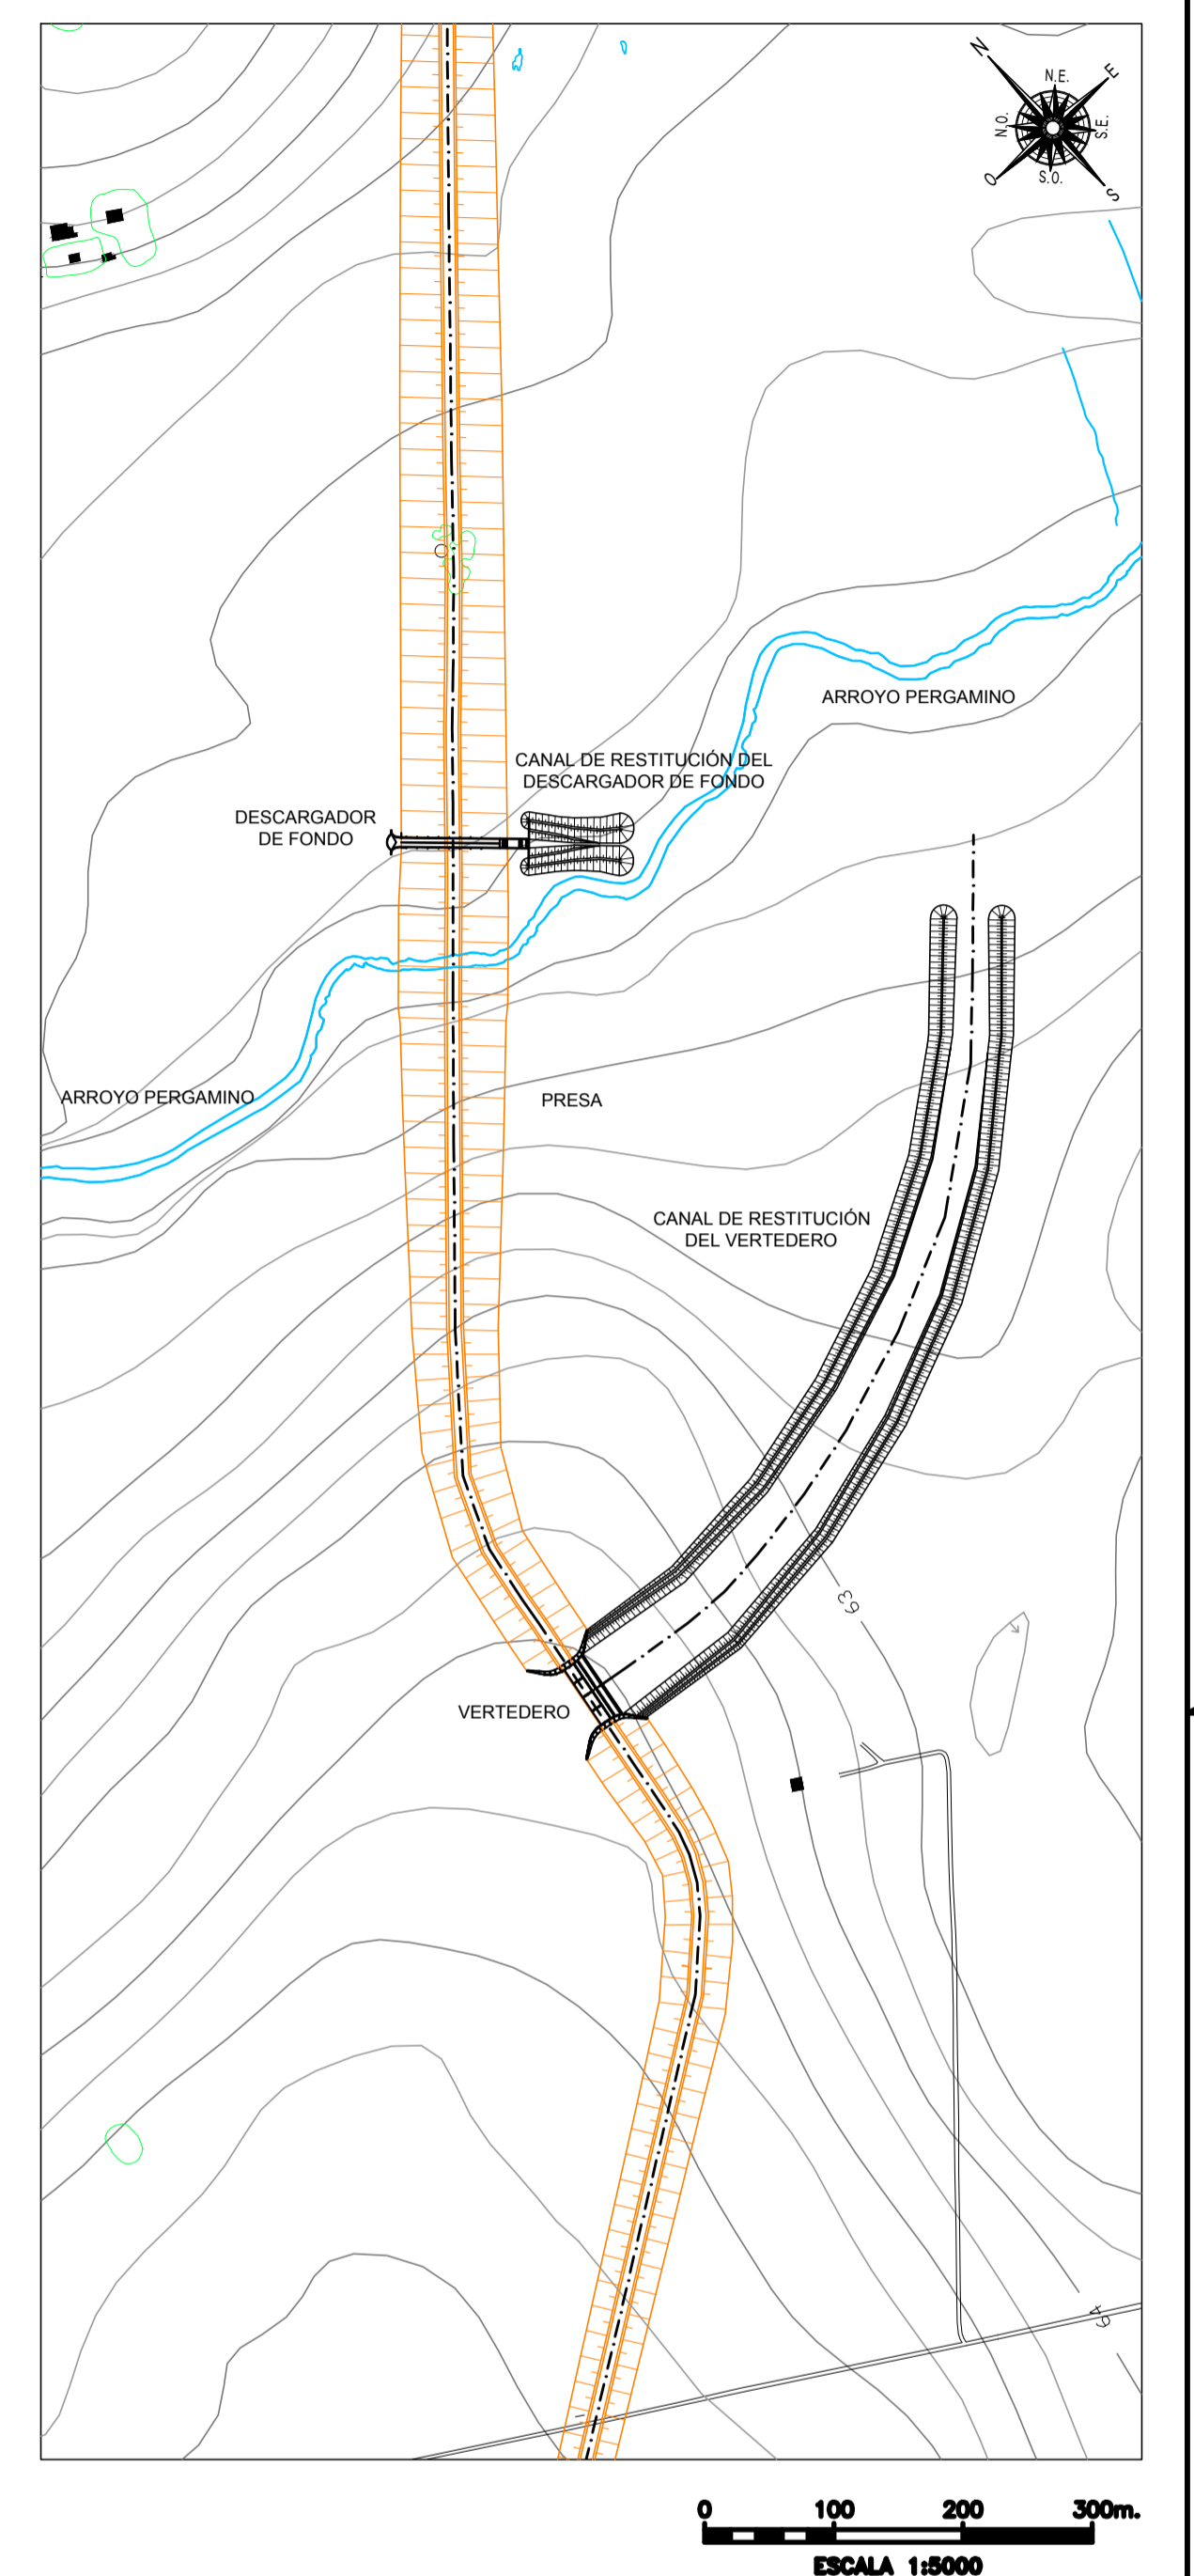 N
N.E.
E
N.O.
S.E.
O
S.O.
S
ARROYO PERGAMINO
CANAL DE RESTITUCIÓN DEL
DESCARGADOR DE FONDO
DESCARGADOR
DE FONDO
ARROYO PERGAMINO
PRESA
CANAL DE RESTITUCIÓN
DEL VERTEDERO
63
VERTEDERO
64
0 100 200 300m.
ESCALA 1:5000